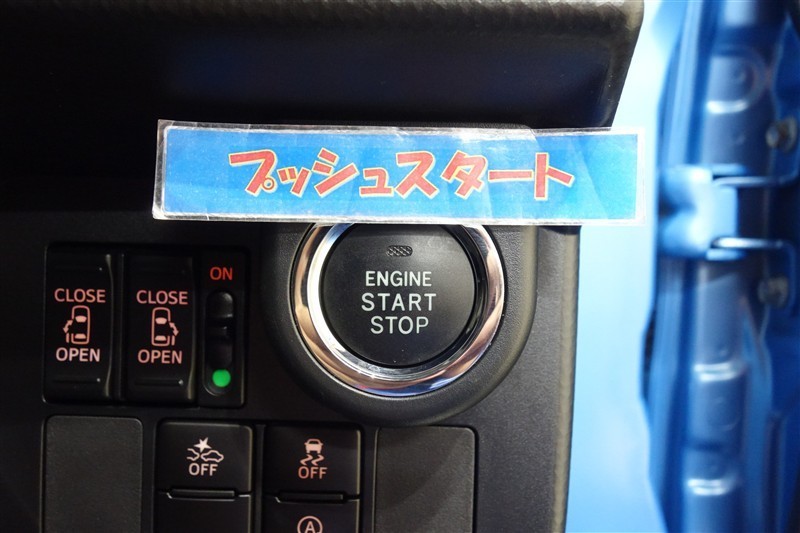 プッシュスタート
ENGINE
START
STOP
CLOSE
OPEN
CLOSE
OPEN
ON
OFF
OFF
A